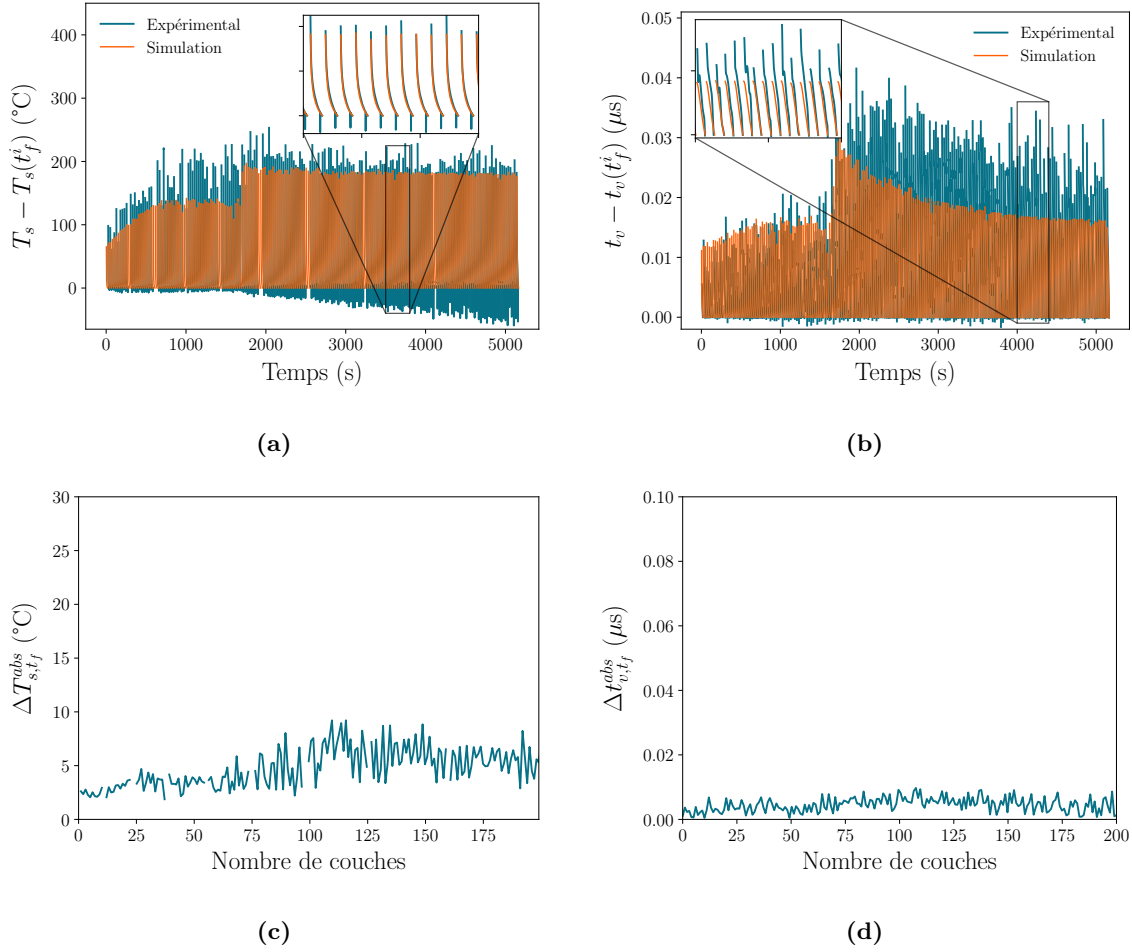 Expérimental
Simulation
400
300
200
100
0
T_s − T_s(t_f^i) (°C)
0 1000 2000 3000 4000 5000
Temps (s)
(a)
Expérimental
Simulation
0.05
0.04
0.03
0.02
0.01
0.00
t_v − t_v(t_f^i) (μs)
0 1000 2000 3000 4000 5000
Temps (s)
(b)
30
25
20
15
10
5
0
ΔT_{s,t_f}^{abs} (°C)
0 25 50 75 100 125 150 175
Nombre de couches
(c)
0.10
0.08
0.06
0.04
0.02
0.00
Δt_{v,t_f}^{abs} (μs)
0 25 50 75 100 125 150 175 200
Nombre de couches
(d)